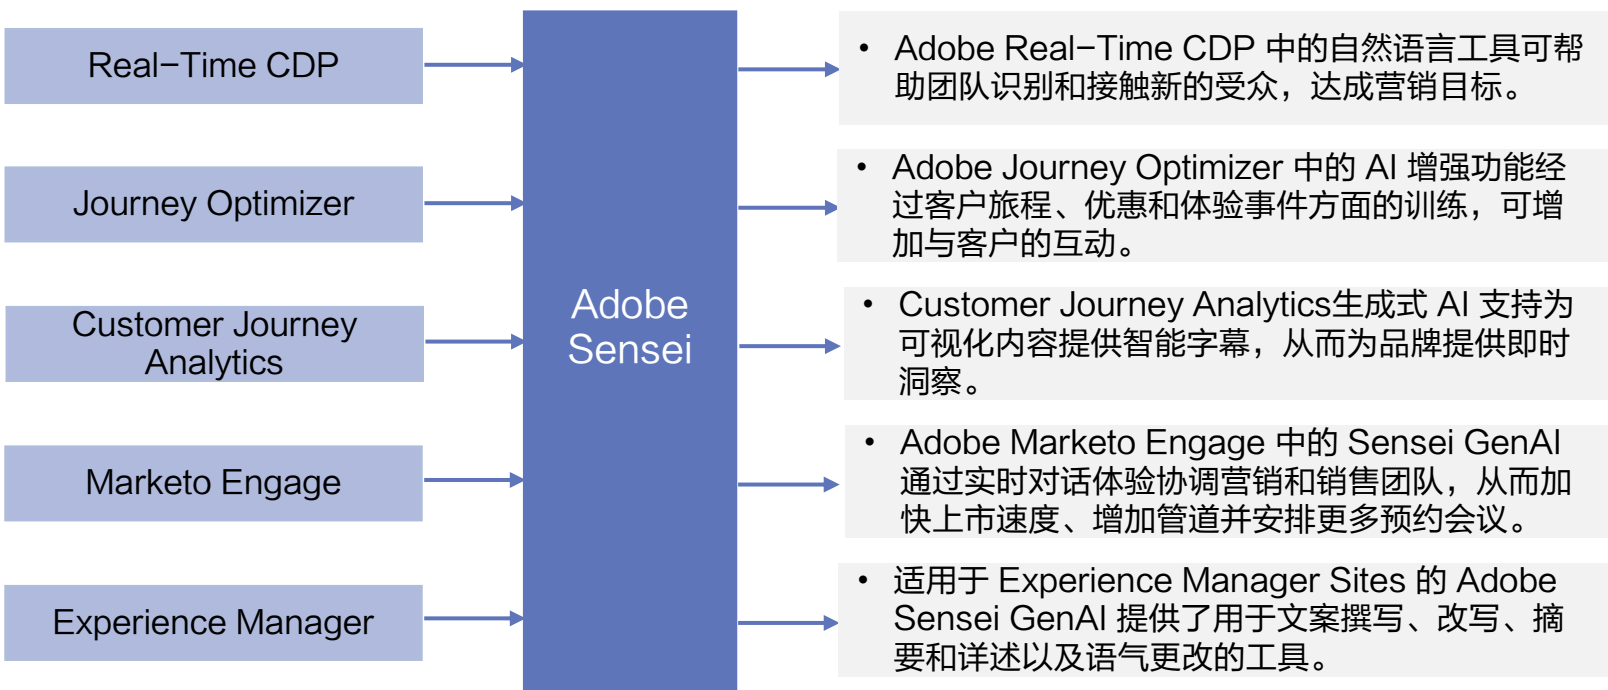 Real-Time CDP
• Adobe Real-Time CDP 中的自然语言工具可帮
助团队识别和接触新的受众，达成营销目标。
Journey Optimizer
• Adobe Journey Optimizer 中的 AI 增强功能经
过客户旅程、优惠和体验事件方面的训练，可增
加与客户的互动。
Customer Journey
Analytics
Adobe
Sensei
• Customer Journey Analytics生成式 AI 支持为
可视化内容提供智能字幕，从而为品牌提供即时
洞察。
Marketo Engage
• Adobe Marketo Engage 中的 Sensei GenAI
通过实时对话体验协调营销和销售团队，从而加
快上市速度、增加管道并安排更多预约会议。
Experience Manager
• 适用于 Experience Manager Sites 的 Adobe
Sensei GenAI 提供了用于文案撰写、改写、摘
要和详述以及语气更改的工具。